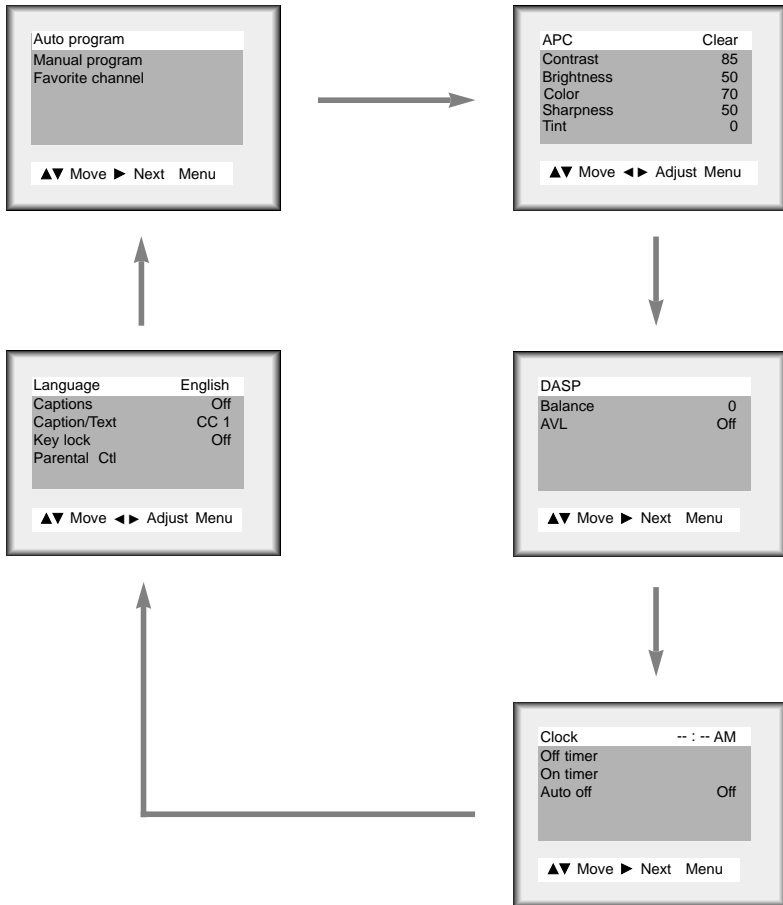 Auto program
Manual program
Favorite channel
▲▼ Move ► Next Menu
APC Clear
Contrast 85
Brightness 50
Color 70
Sharpness 50
Tint 0
▲▼ Move ◄► Adjust Menu
Language English
Captions Off
Caption/Text CC 1
Key lock Off
Parental Ctl
▲▼ Move ◄► Adjust Menu
DASP
Balance 0
AVL Off
▲▼ Move ► Next Menu
Clock -- : -- AM
Off timer
On timer
Auto off Off
▲▼ Move ► Next Menu